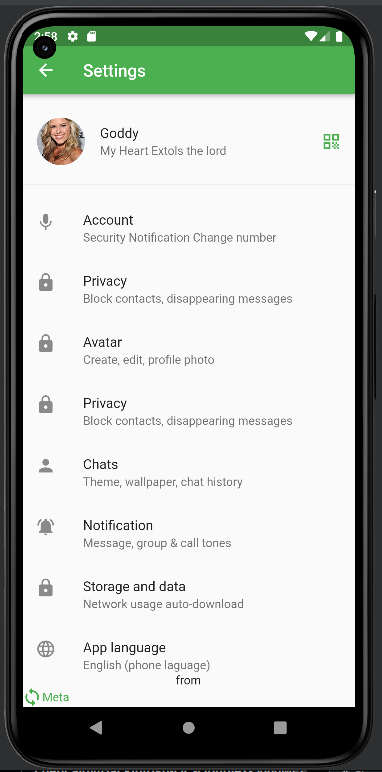 2:58
Settings
Goddy
My Heart Extols the lord
Account
Security Notification Change number
Privacy
Block contacts, disappearing messages
Avatar
Create, edit, profile photo
Privacy
Block contacts, disappearing messages
Chats
Theme, wallpaper, chat history
Notification
Message, group & call tones
Storage and data
Network usage auto-download
App language
English (phone laguage)
from
Meta